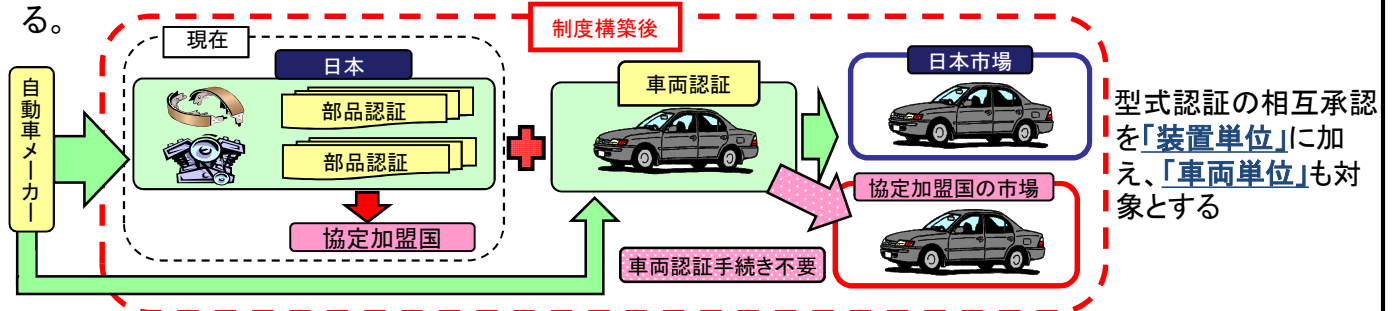 る。
制度構築後
現在
日本
自動車メーカー
部品認証
部品認証
協定加盟国
車両認証
車両認証手続き不要
日本市場
協定加盟国の市場
型式認証の相互承認
を「装置単位」に加
え、「車両単位」も対
象とする